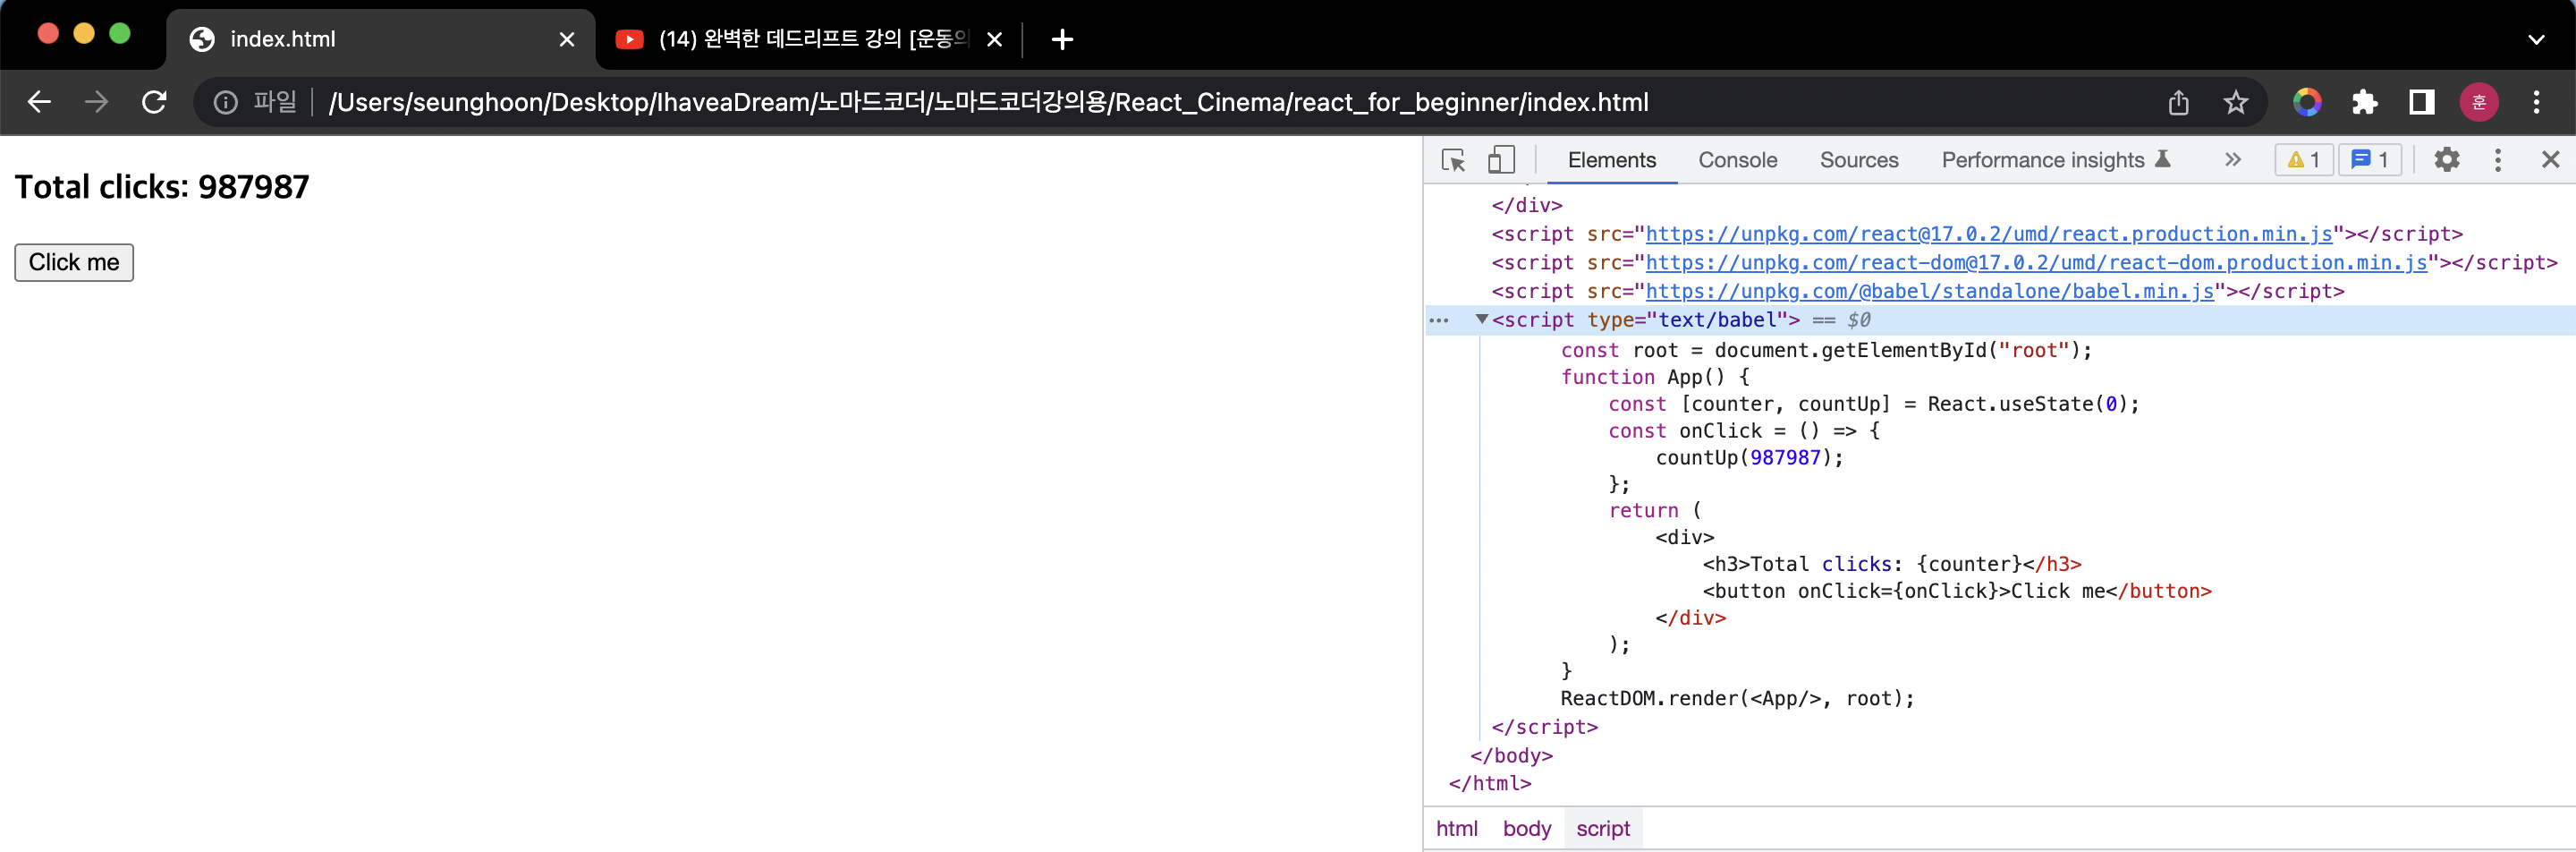 index.html
(14) 완벽한 데드리프트 강의 [운동의
파일
/Users/seunghoon/Desktop/IhaveaDream/노마드코더/노마드코더강의용/React_Cinema/react_for_beginner/index.html
훈
Total clicks: 987987
Click me
Elements Console Sources Performance insights 1 1
</div>
<script src="https://unpkg.com/react@17.0.2/umd/react.production.min.js"></script>
<script src="https://unpkg.com/react-dom@17.0.2/umd/react-dom.production.min.js"></script>
<script src="https://unpkg.com/@babel/standalone/babel.min.js"></script>
<script type="text/babel"> == $0
const root = document.getElementById("root");
function App() {
const [counter, countUp] = React.useState(0);
const onClick = () => {
countUp(987987);
};
return (
<div>
<h3>Total clicks: {counter}</h3>
<button onClick={onClick}>Click me</button>
</div>
);
}
ReactDOM.render(<App/>, root);
</script>
</body>
</html>
html body script